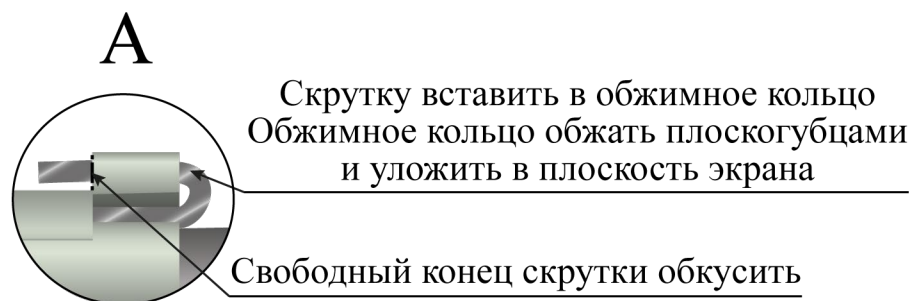 А
Скрутку вставить в обжимное кольцо
Обжимное кольцо обжать плоскогубцами
и уложить в плоскость экрана
Свободный конец скрутки обкусить